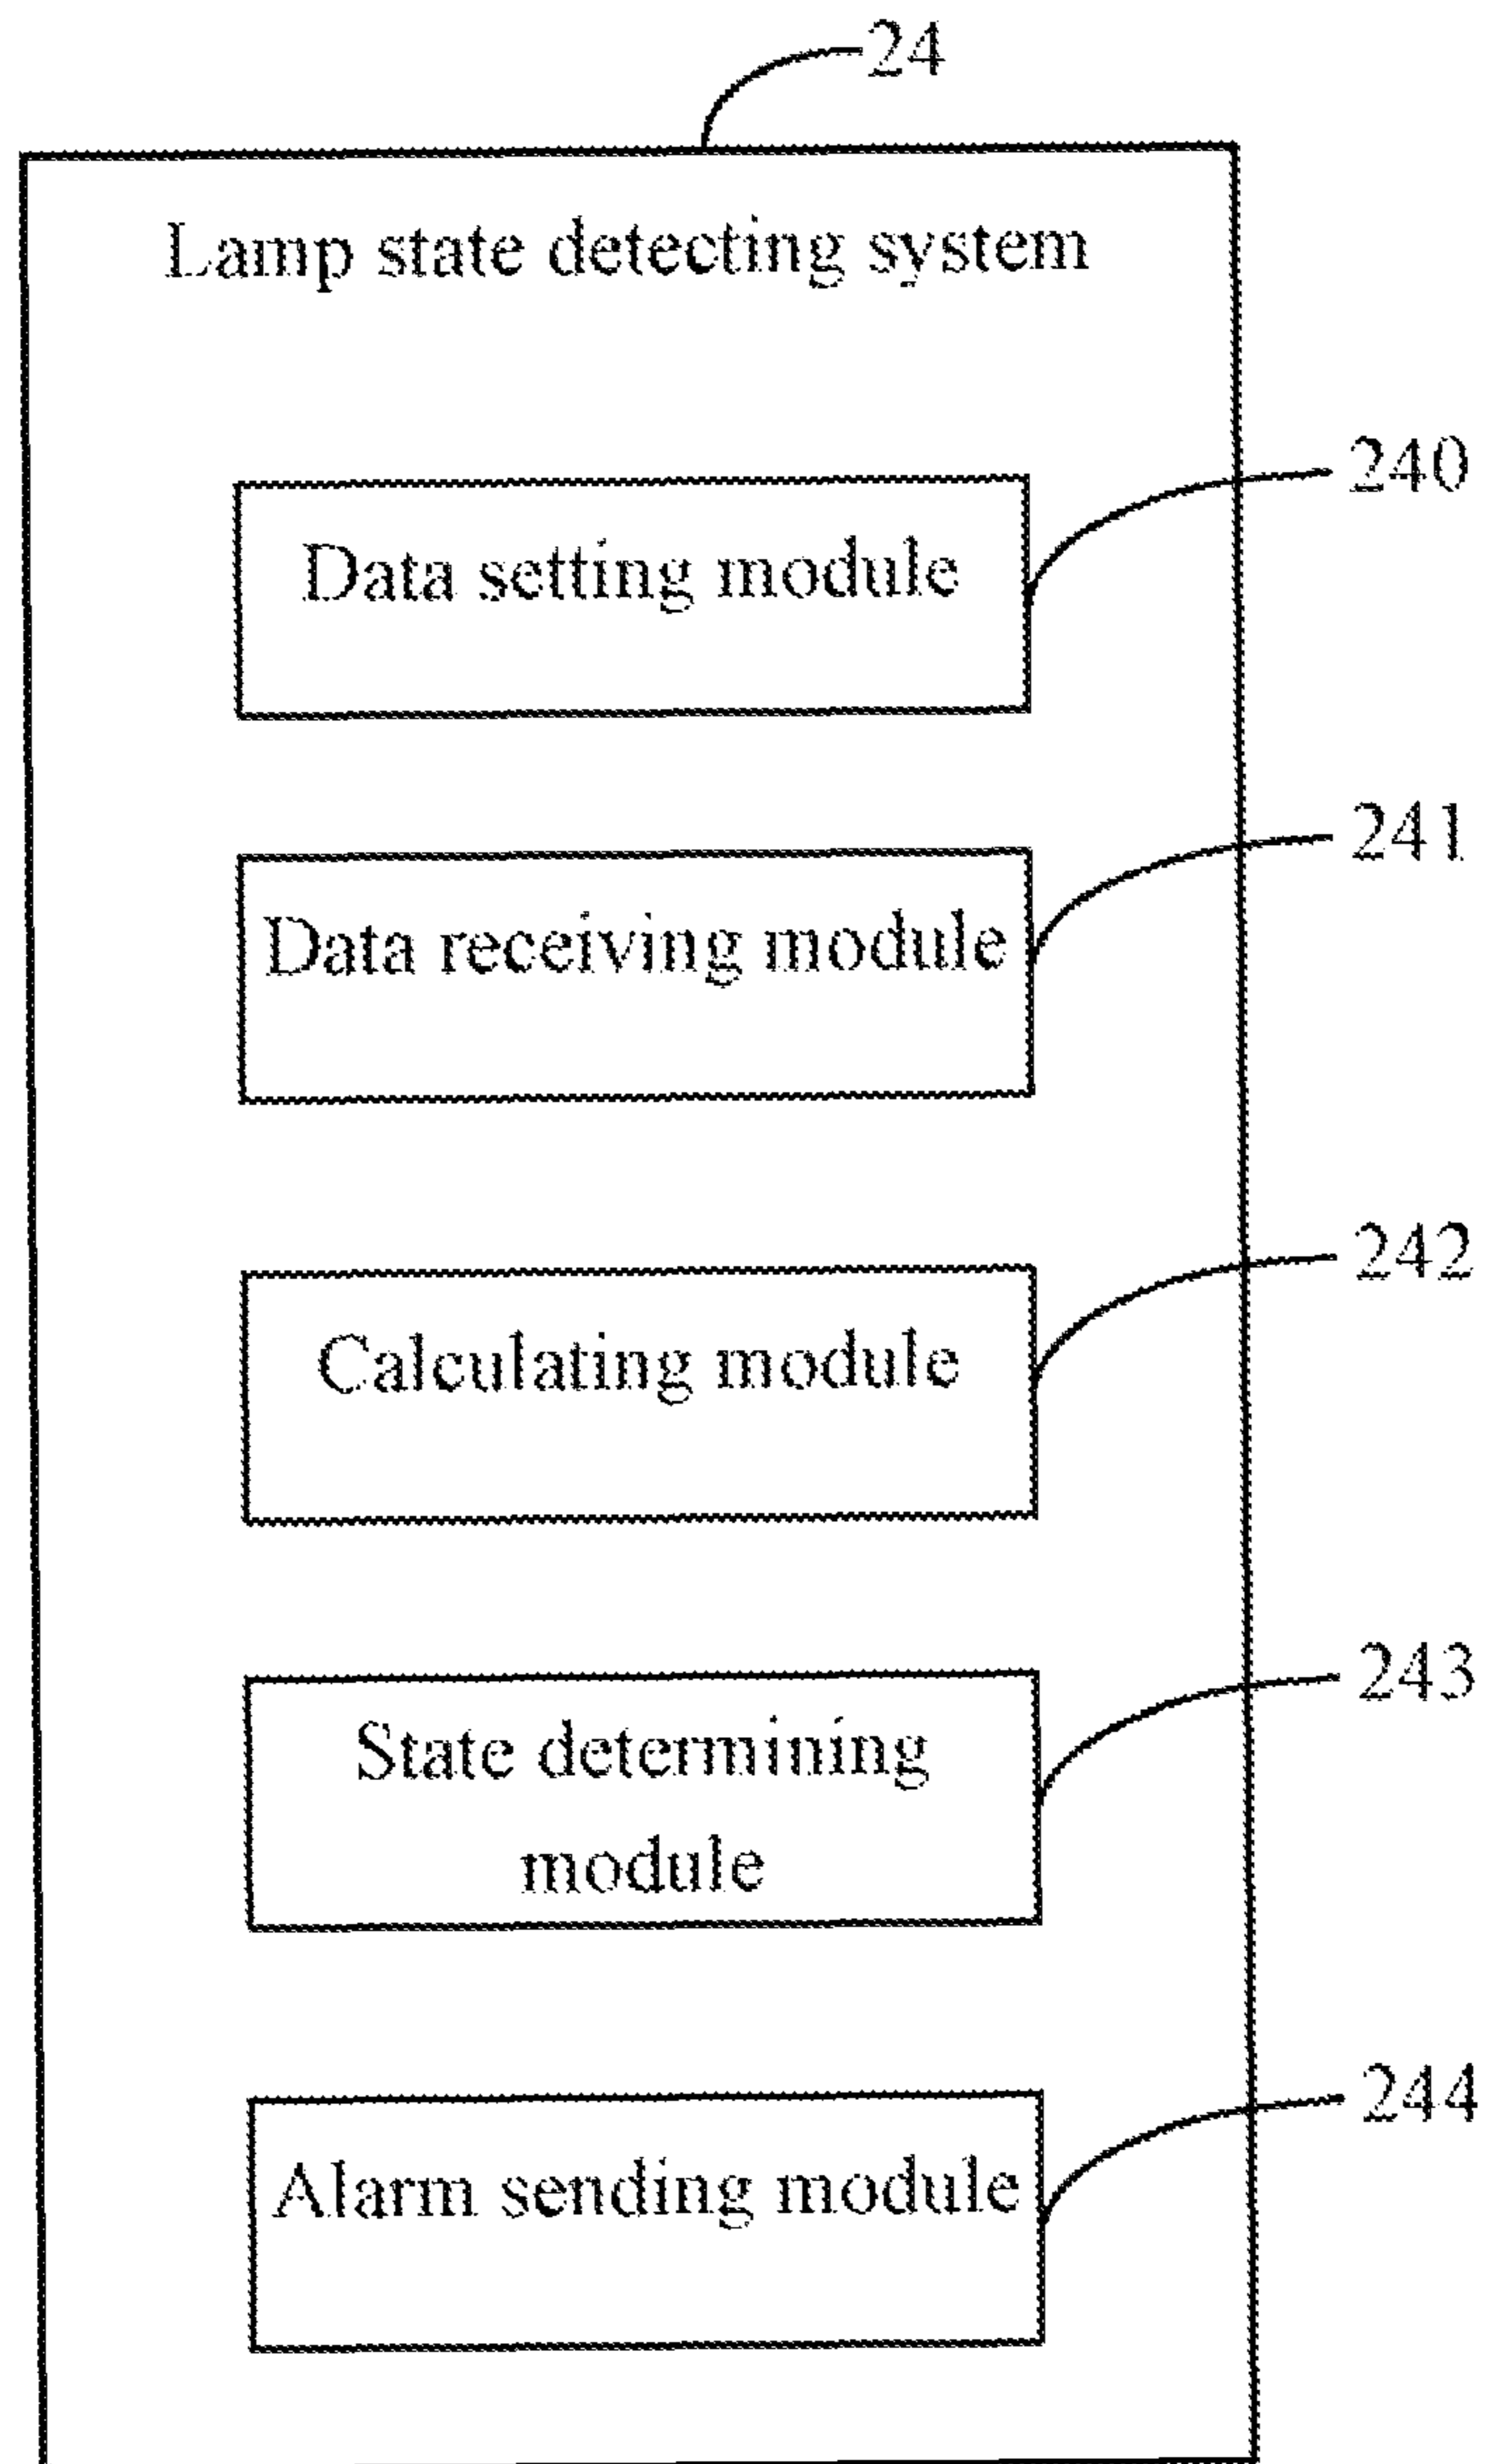 24
Lamp state detecting system
240
Data setting module
241
Data receiving module
242
Calculating module
243
State determining
module
244
Alarm sending module